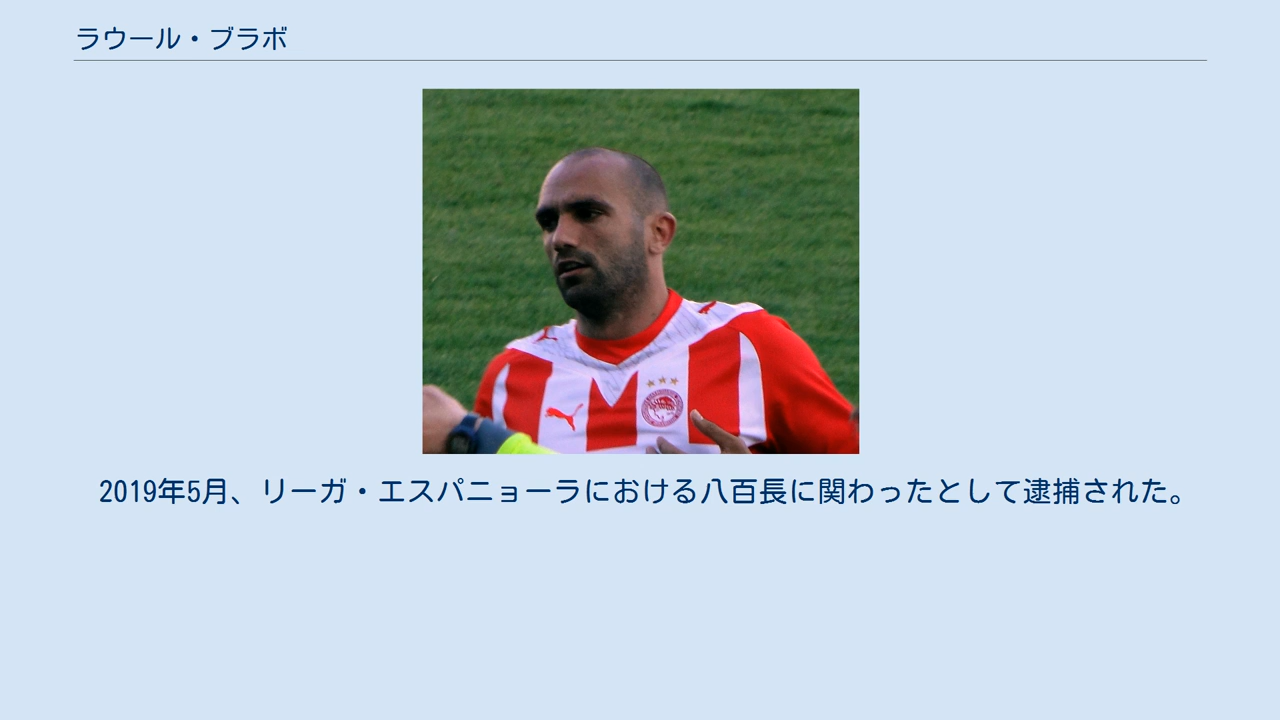 ラウール・ブラボ
2019年5月、リーガ・エスパニョーラにおける八百長に関わったとして逮捕された。